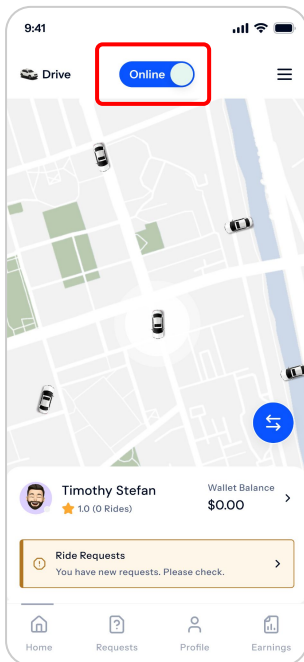 9:41
Drive
Online
Timothy Stefan
1.0 (0 Rides)
Wallet Balance
$0.00
Ride Requests
You have new requests. Please check.
Home
Requests
Profile
Earnings